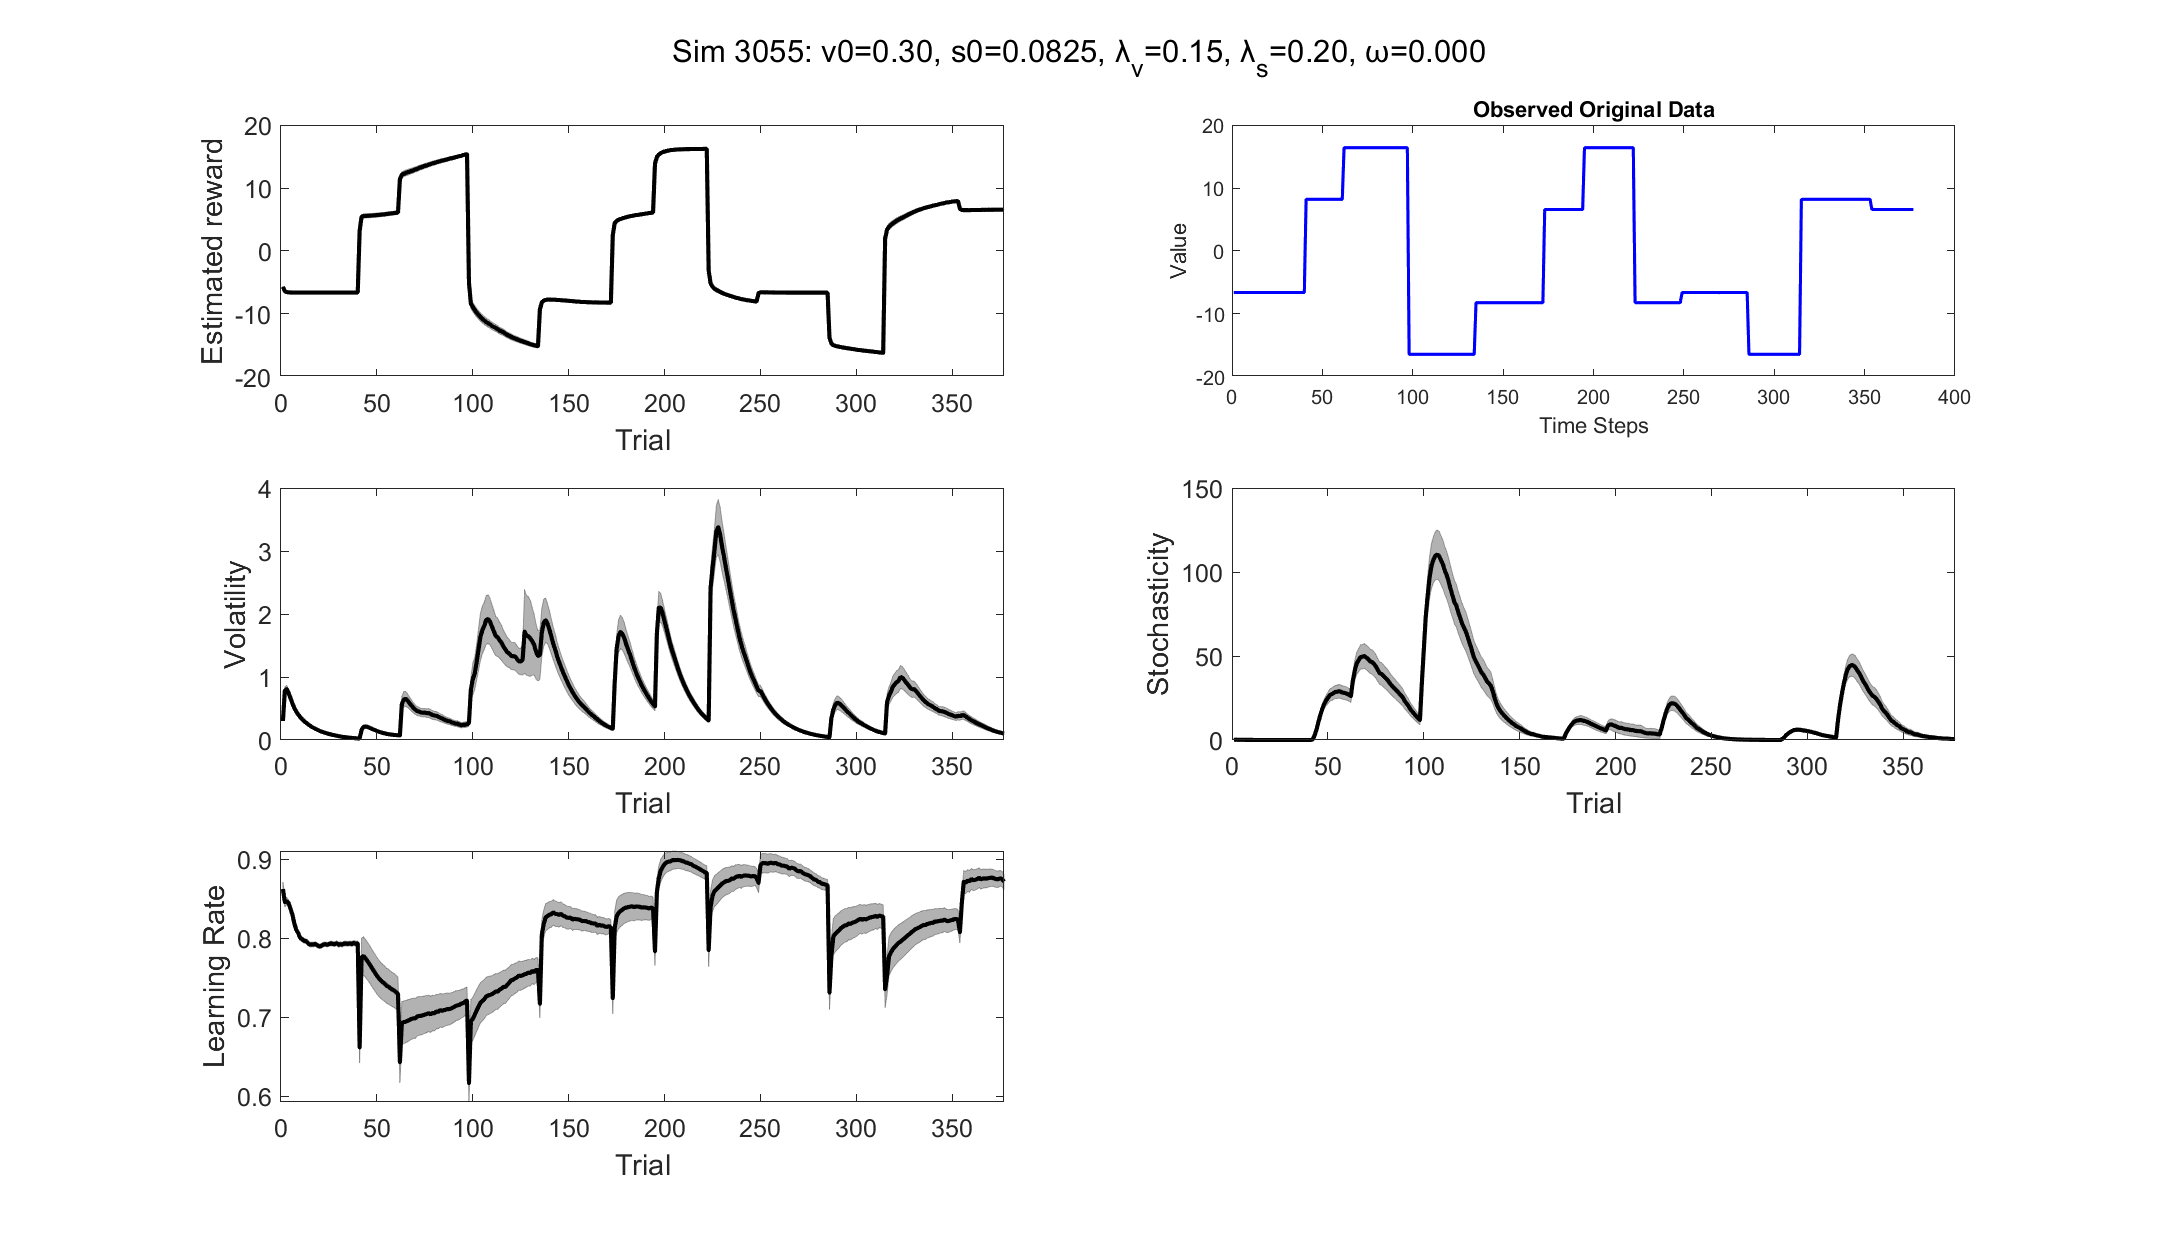 Sim 3055: v0=0.30, s0=0.0825, λv=0.15, λs=0.20, ω=0.000
Estimated reward
20
10
0
-10
-20
0 50 100 150 200 250 300 350
Trial
Observed Original Data
Value
20
10
0
-10
-20
0 50 100 150 200 250 300 350 400
Time Steps
Volatility
4
3
2
1
0
0 50 100 150 200 250 300 350
Trial
Stochasticity
150
100
50
0
0 50 100 150 200 250 300 350
Trial
Learning Rate
0.9
0.8
0.7
0.6
0 50 100 150 200 250 300 350
Trial